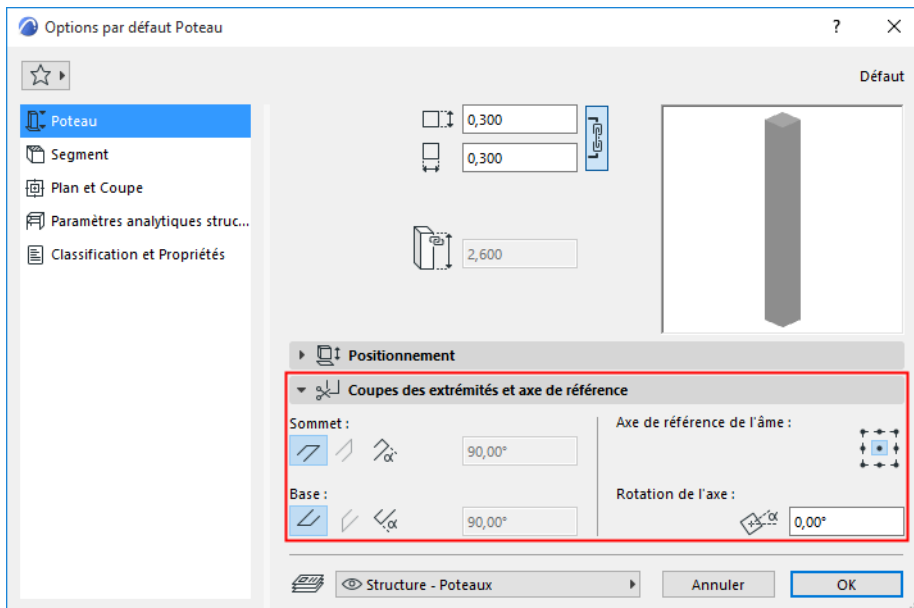 Options par défaut Poteau
?
Défaut
Poteau
Segment
Plan et Coupe
Paramètres analytiques struc...
Classification et Propriétés
0,300
0,300
2,600
Positionnement
Coupes des extrémités et axe de référence
Sommet :
α
90,00°
Base :
α
90,00°
Axe de référence de l'âme :
Rotation de l'axe :
α
0,00°
Structure - Poteaux
Annuler
OK